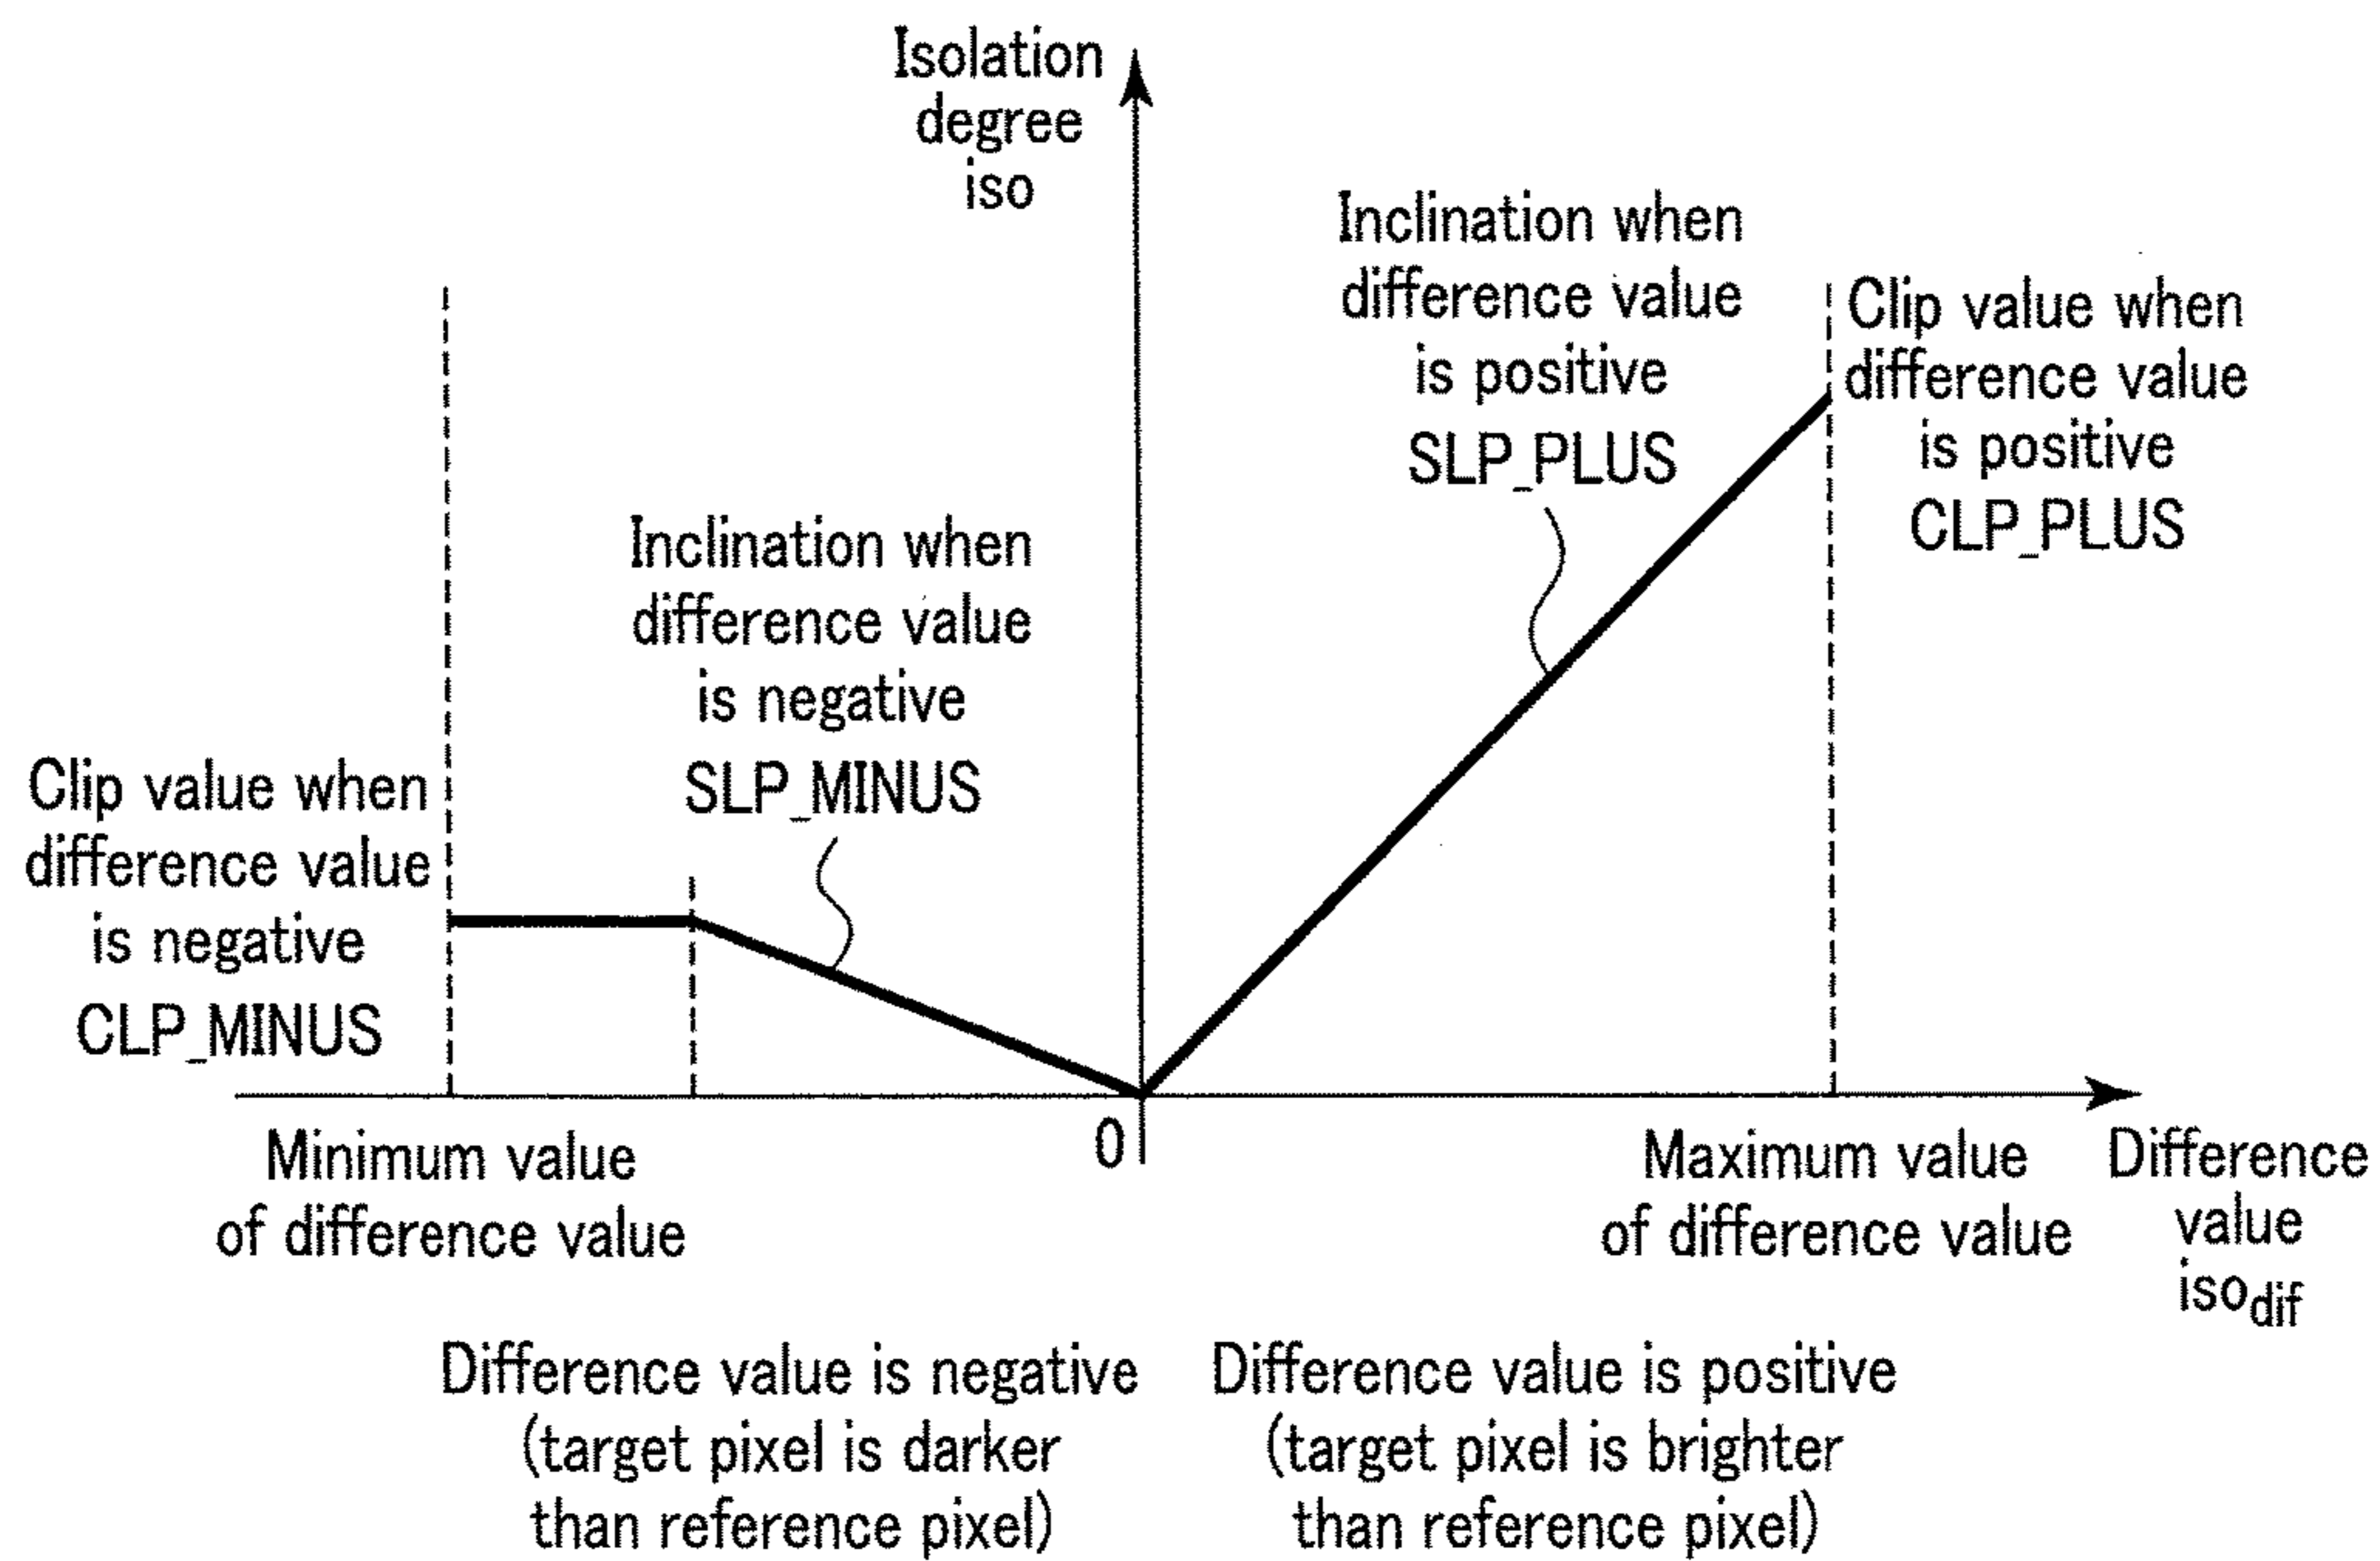 Isolation
degree
iso
Inclination when
difference value
is positive
SLP_PLUS
Clip value when
difference value
is positive
CLP_PLUS
Inclination when
difference value
is negative
SLP_MINUS
Clip value when
difference value
is negative
CLP_MINUS
0
Minimum value
of difference value
Maximum value
of difference value
Difference
value
iso_dif
Difference value is negative
(target pixel is darker
than reference pixel)
Difference value is positive
(target pixel is brighter
than reference pixel)